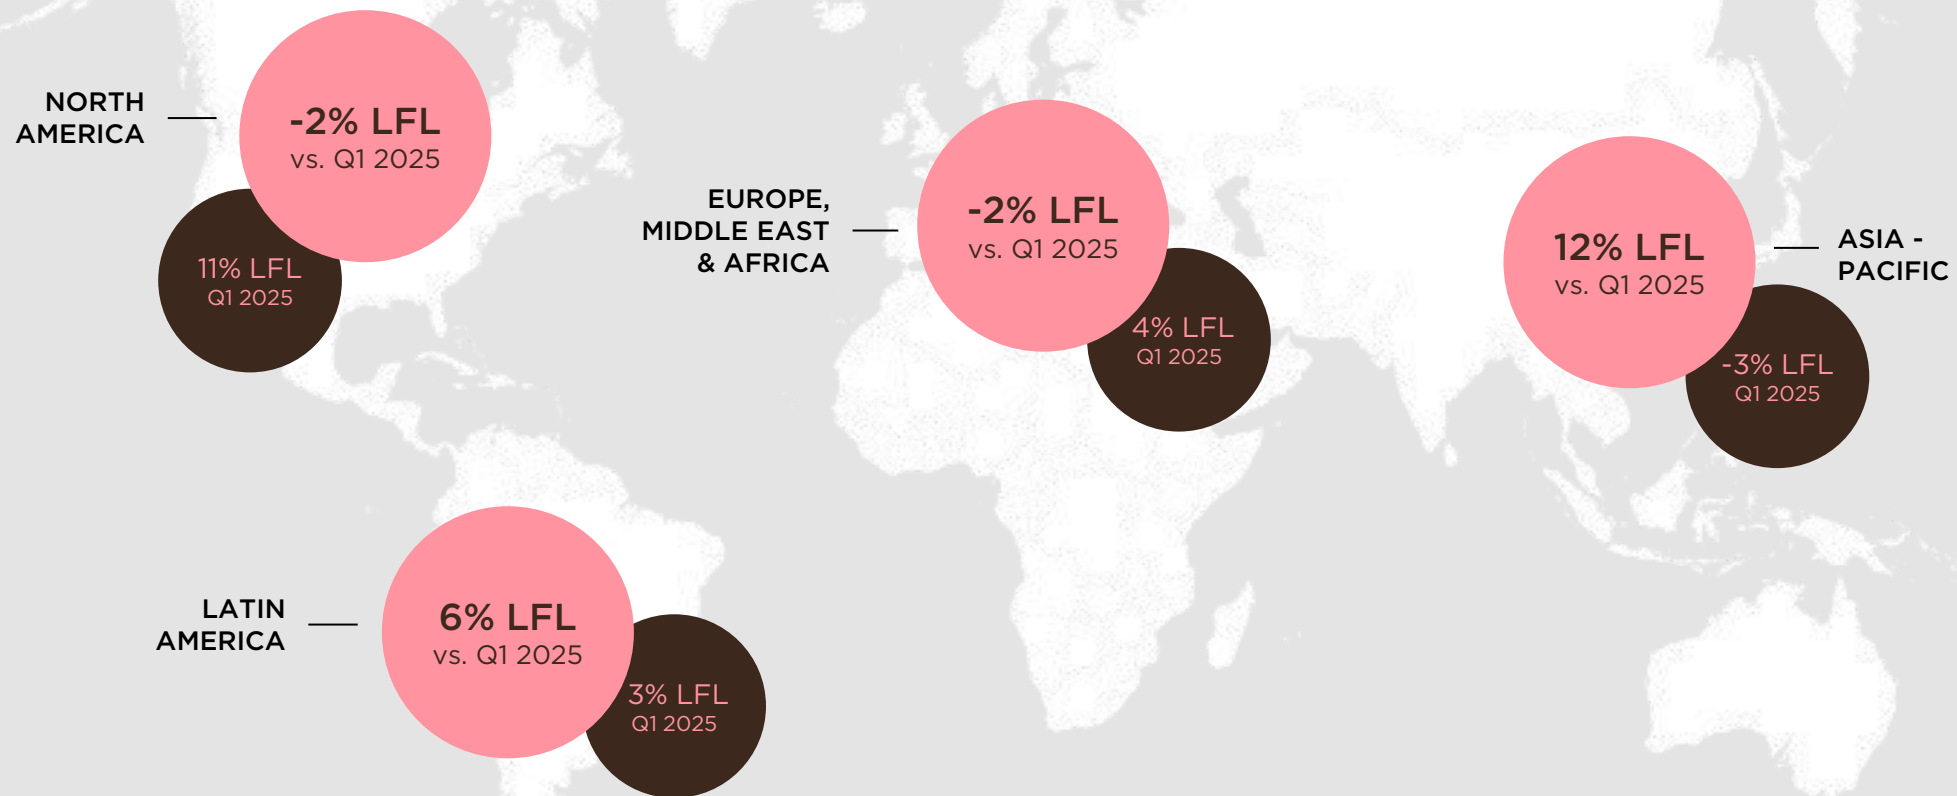 NORTH
AMERICA
-2% LFL
vs. Q1 2025
11% LFL
Q1 2025
EUROPE,
MIDDLE EAST
& AFRICA
-2% LFL
vs. Q1 2025
4% LFL
Q1 2025
12% LFL
vs. Q1 2025
ASIA -
PACIFIC
-3% LFL
Q1 2025
LATIN
AMERICA
6% LFL
vs. Q1 2025
3% LFL
Q1 2025